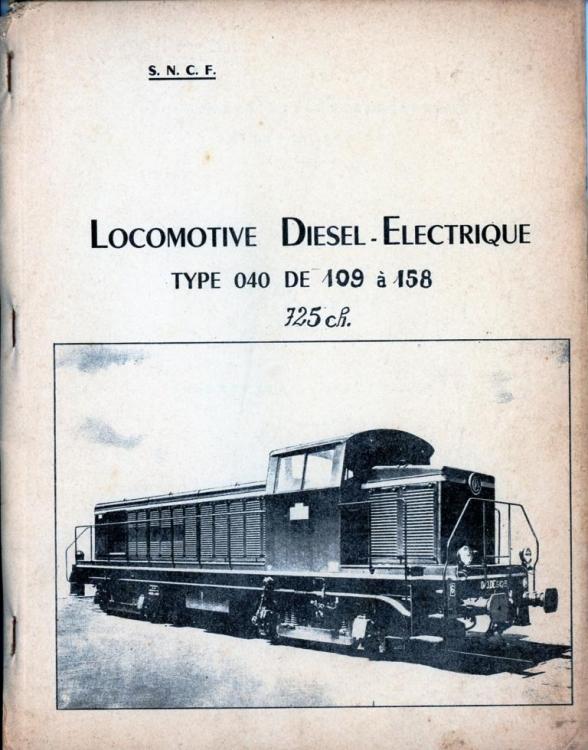 S. N. C. F.
LOCOMOTIVE DIESEL-ELECTRIQUE
TYPE 040 DE 109 à 158
725 ch.